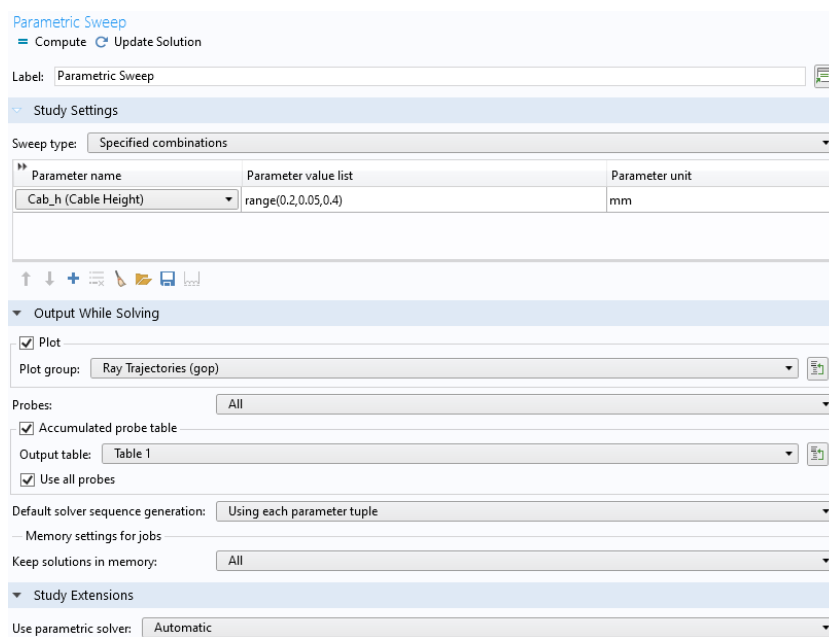 Parametric Sweep
= Compute Update Solution
Label: Parametric Sweep
Study Settings
Sweep type: Specified combinations
Parameter name Parameter value list Parameter unit
Cab_h (Cable Height) range(0.2,0.05,0.4) mm
Output While Solving
Plot
Plot group: Ray Trajectories (gop)
Probes: All
Accumulated probe table
Output table: Table 1
Use all probes
Default solver sequence generation: Using each parameter tuple
Memory settings for jobs
Keep solutions in memory: All
Study Extensions
Use parametric solver: Automatic